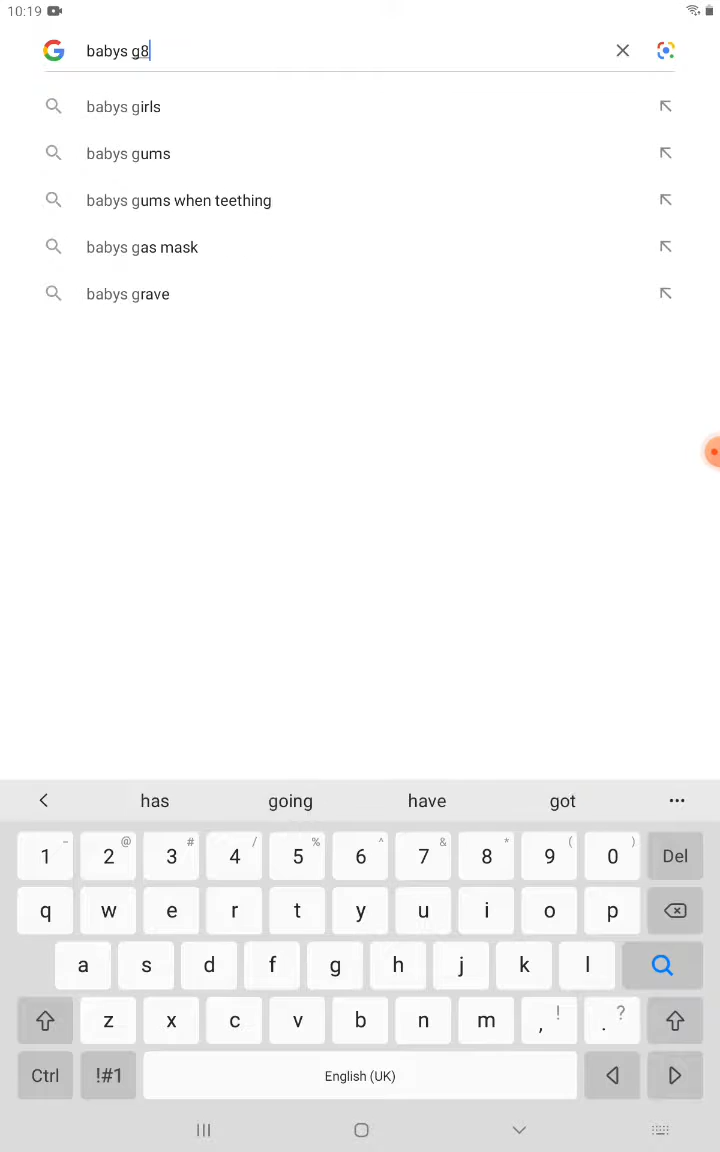 10:19
babys g8
babys girls
babys gums
babys gums when teething
babys gas mask
babys grave
has going have got ...
1 - 2 @ 3 # 4 / 5 % 6 ^ 7 & 8 * 9 ( 0 ) Del
q w e r t y u i o p
a s d f g h j k l
z x c v b n m , ! . ?
Ctrl !#1 English (UK)